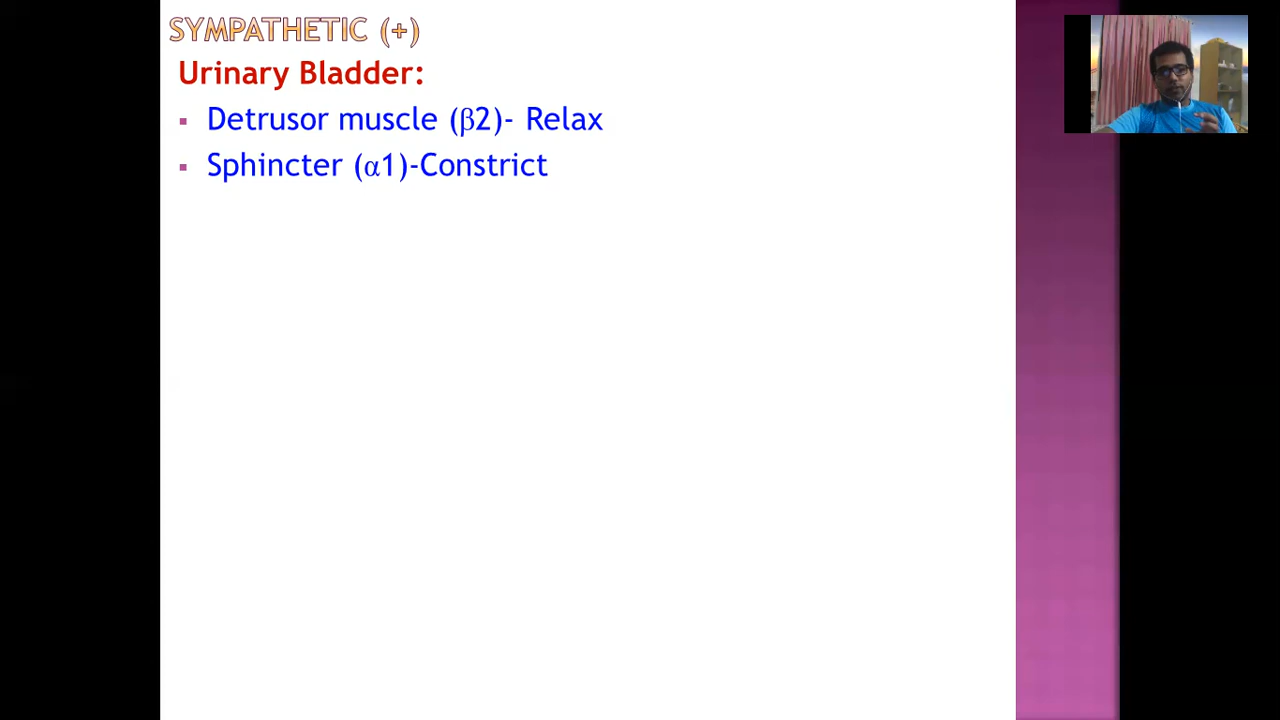 SYMPATHETIC (+)
Urinary Bladder:
▪ Detrusor muscle (β2)- Relax
▪ Sphincter (α1)-Constrict